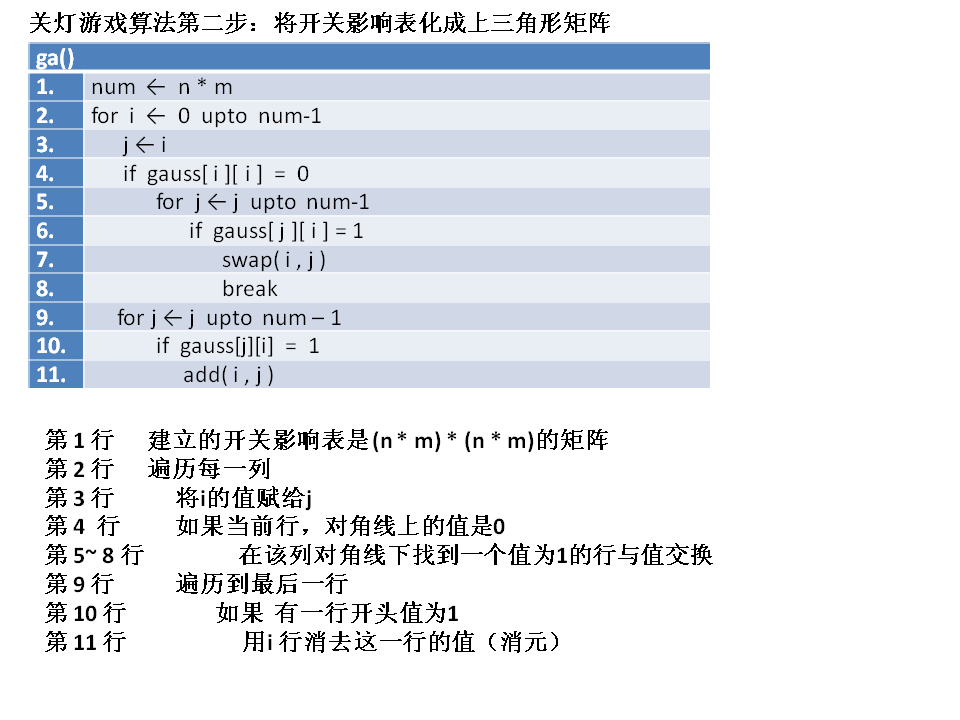 关灯游戏算法第二步：将开关影响表化成上三角形矩阵
ga()
1. num ← n * m
2. for i ← 0 upto num-1
3. j ← i
4. if gauss[ i ][ i ] = 0
5. for j ← j upto num-1
6. if gauss[ j ][ i ] = 1
7. swap( i , j )
8. break
9. for j ← j upto num – 1
10. if gauss[j][i] = 1
11. add( i , j )
第 1 行 建立的开关影响表是(n * m) * (n * m)的矩阵
第 2 行 遍历每一列
第 3 行 将i的值赋给j
第 4 行 如果当前行，对角线上的值是0
第 5~ 8 行 在该列对角线下找到一个值为1的行与值交换
第 9 行 遍历到最后一行
第 10 行 如果 有一行开头值为1
第 11 行 用i 行消去这一行的值（消元）